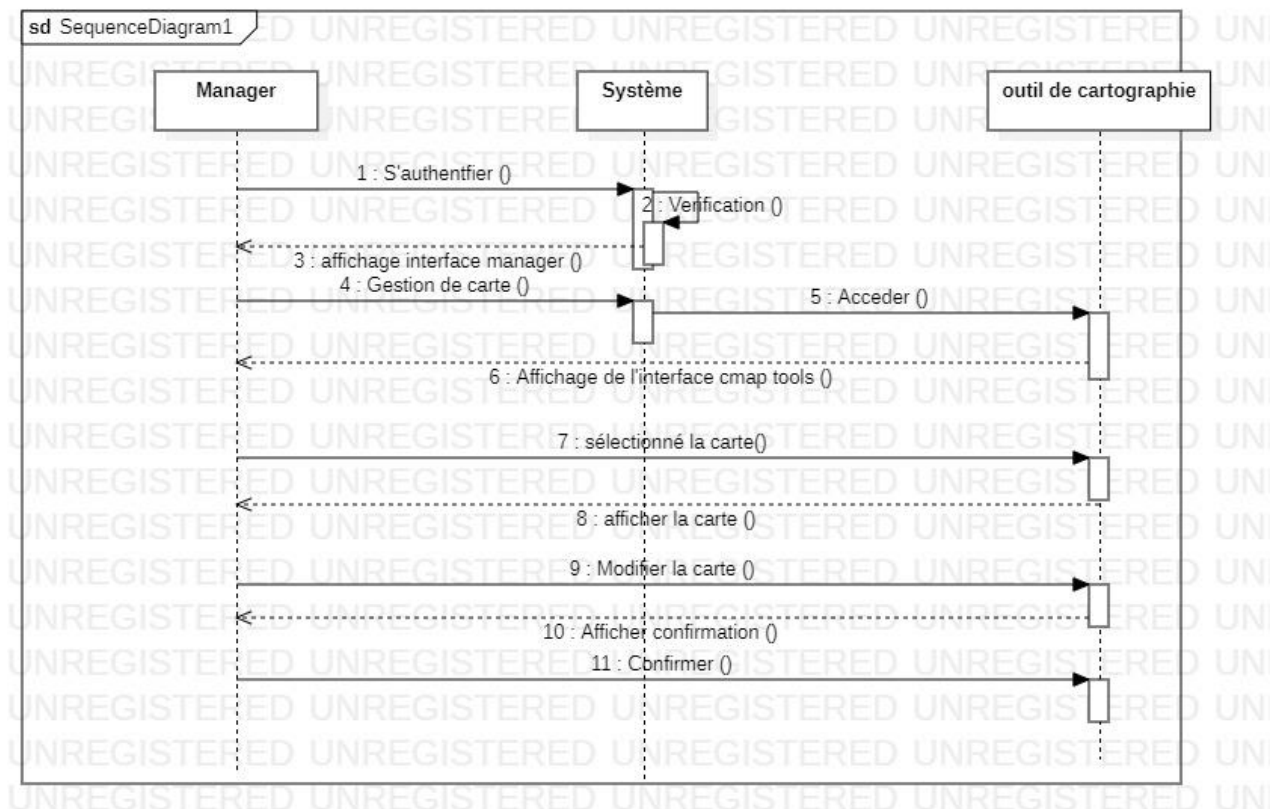 sd SequenceDiagram1
Manager
Système
outil de cartographie
1 : S'authentfier ()
2 : Verification ()
3 : affichage interface manager ()
4 : Gestion de carte ()
5 : Acceder ()
6 : Affichage de l'interface cmap tools ()
7 : sélectionné la carte()
8 : afficher la carte ()
9 : Modifier la carte ()
10 : Afficher confirmation ()
11 : Confirmer ()
UNREGISTERED